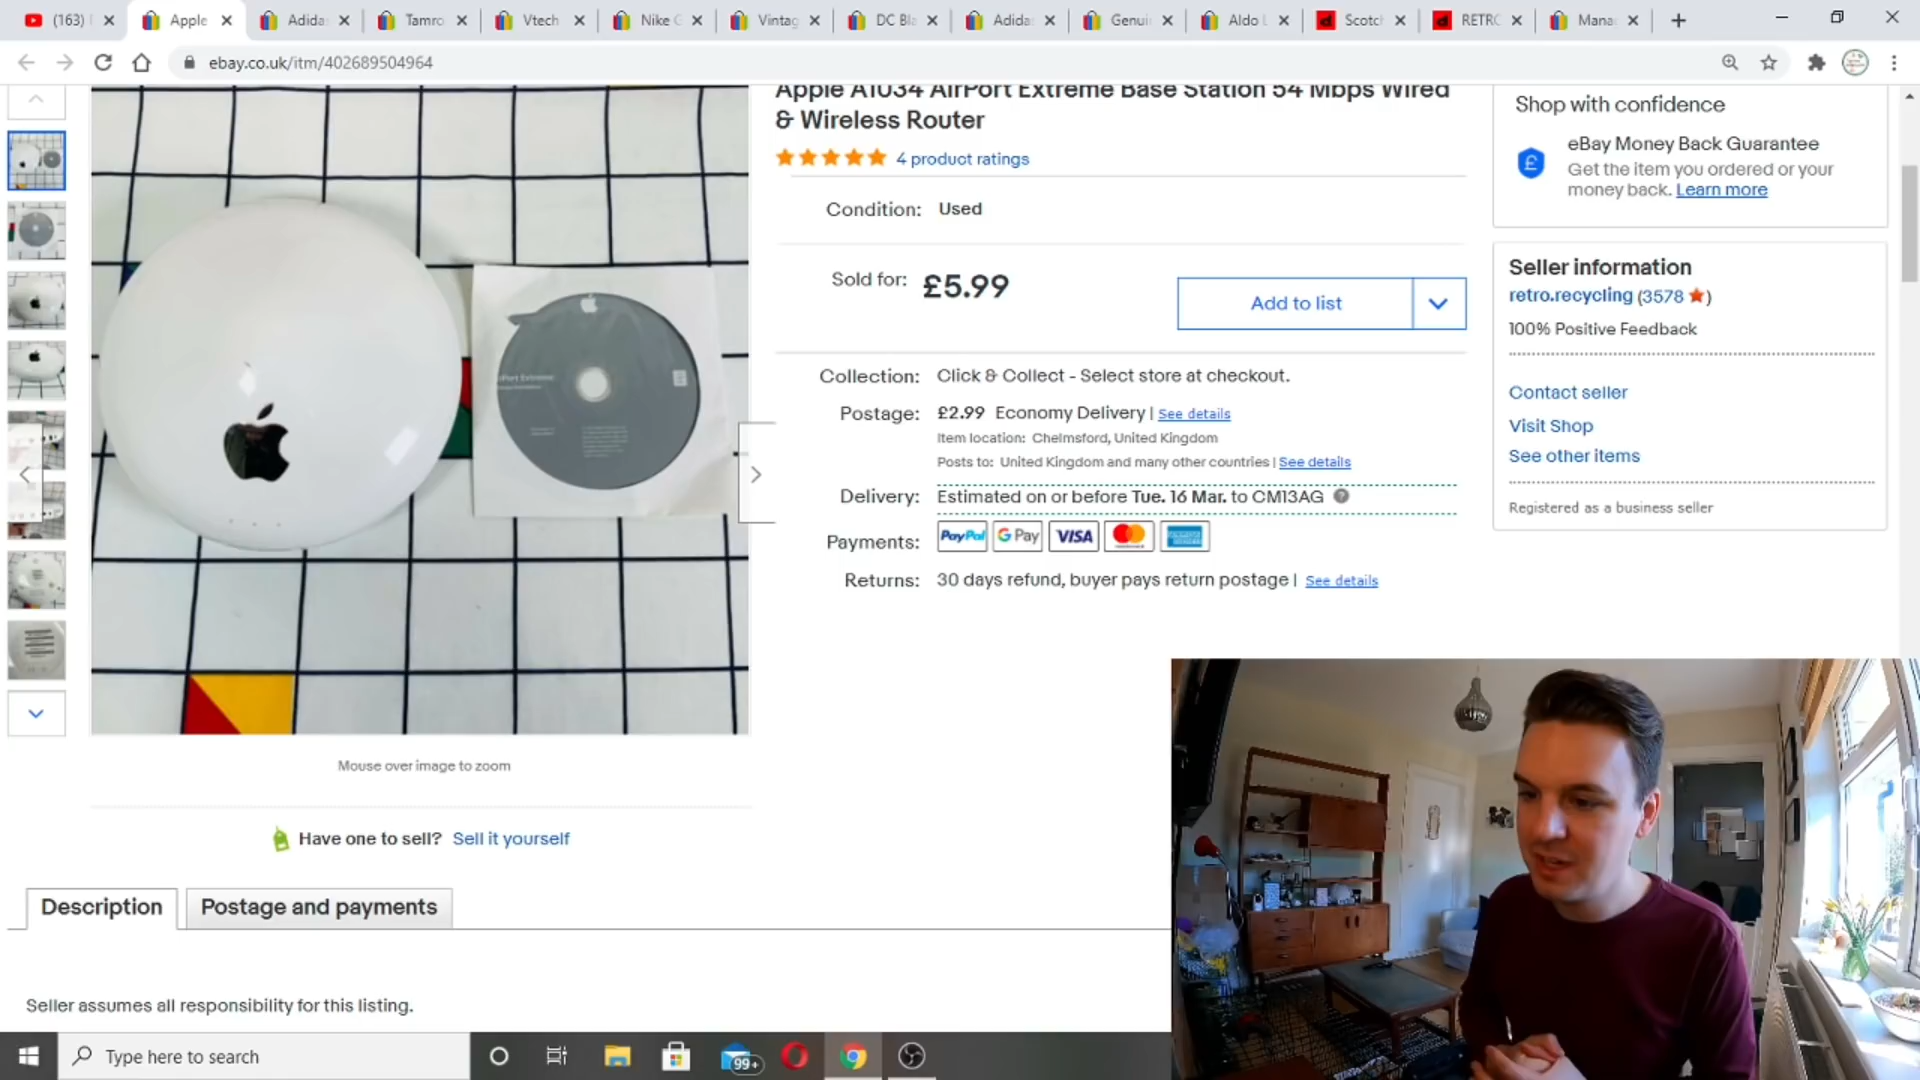 (163)
Apple
Adidas
Tamro
Vtech
Nike G
Vintag
DC Bla
Adidas
Genui
Aldo L
Scotch
RETRO
Mana
ebay.co.uk/itm/402689504964
Apple A1034 AirPort Extreme Base Station 54 Mbps Wired
& Wireless Router
4 product ratings
Condition: Used
Sold for: £5.99
Add to list
Collection: Click & Collect - Select store at checkout.
Postage: £2.99 Economy Delivery | See details
Item location: Chelmsford, United Kingdom
Posts to: United Kingdom and many other countries | See details
Delivery: Estimated on or before Tue. 16 Mar. to CM13AG
Payments: PayPal G Pay VISA
Returns: 30 days refund, buyer pays return postage | See details
Shop with confidence
eBay Money Back Guarantee
Get the item you ordered or your
money back. Learn more
Seller information
retro.recycling (3578)
100% Positive Feedback
Contact seller
Visit Shop
See other items
Registered as a business seller
Mouse over image to zoom
Have one to sell? Sell it yourself
Description
Postage and payments
Seller assumes all responsibility for this listing.
Type here to search
99+